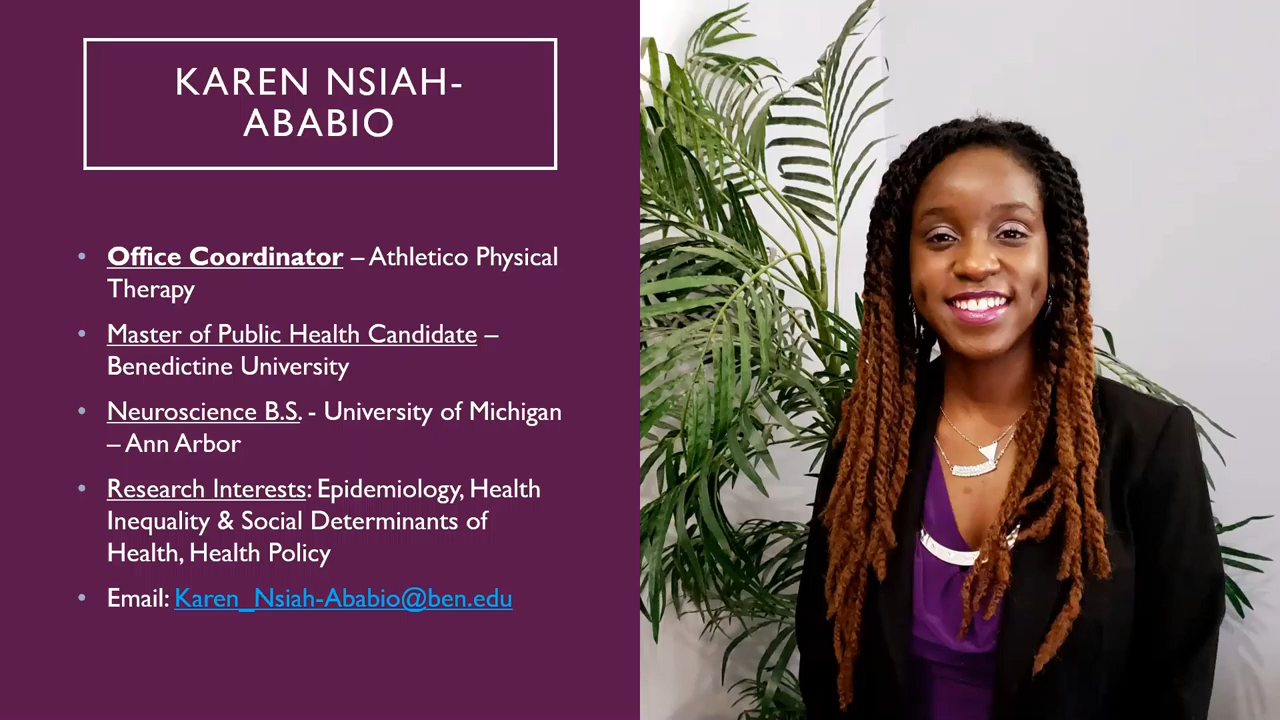 KAREN NSIAH-
ABABIO
• Office Coordinator – Athletico Physical
Therapy
• Master of Public Health Candidate –
Benedictine University
• Neuroscience B.S. - University of Michigan
– Ann Arbor
• Research Interests: Epidemiology, Health
Inequality & Social Determinants of
Health, Health Policy
• Email: Karen_Nsiah-Ababio@ben.edu